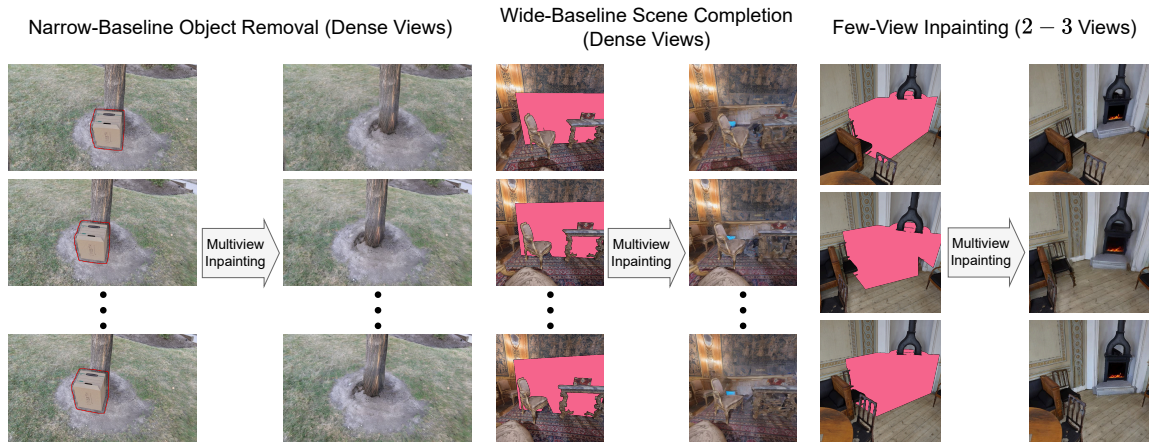 Narrow-Baseline Object Removal (Dense Views)
Wide-Baseline Scene Completion
(Dense Views)
Few-View Inpainting (2 − 3 Views)
Multiview
Inpainting
Multiview
Inpainting
Multiview
Inpainting